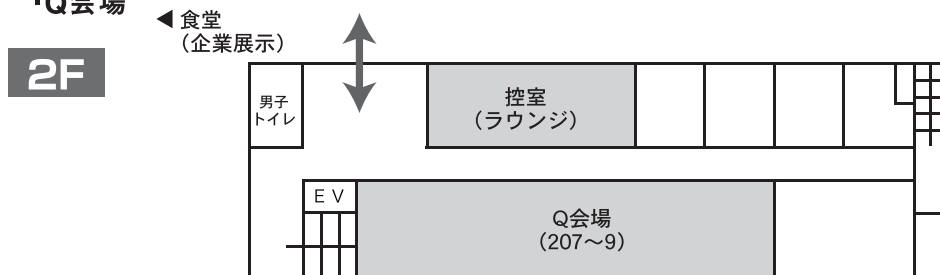 Q会場
◀ 食堂
（企業展示）
2F
男子
トイレ
控室
（ラウンジ）
EV
Q会場
（207〜9）